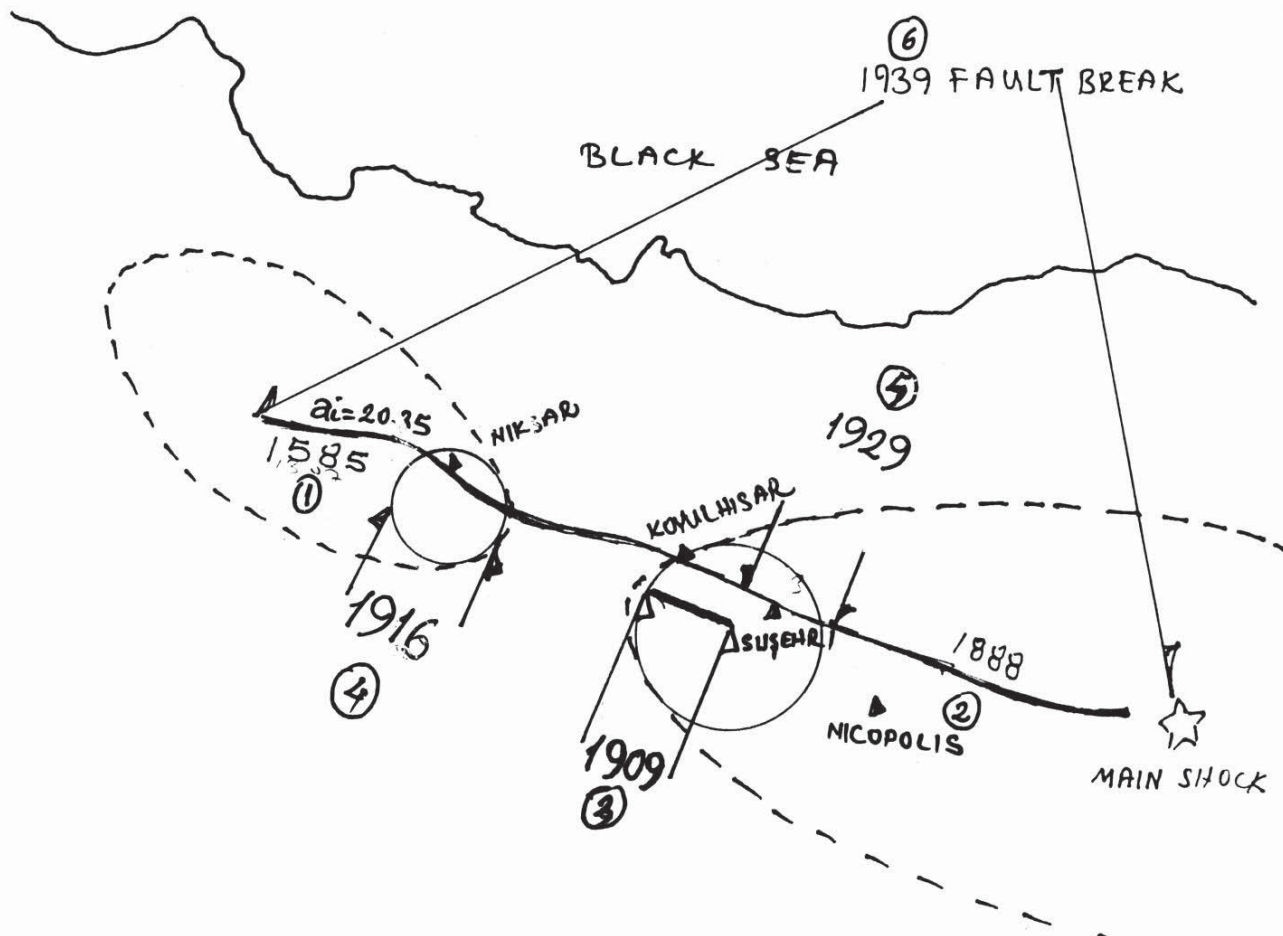 ⑥
1939 FAULT BREAK
BLACK SEA
⑤
1929
ai=20.35
NIKSAR
1585
①
KOYULHISAR
1916
④
SUŞEHR
1888
②
NICOPOLIS
1909
③
MAIN SHOCK